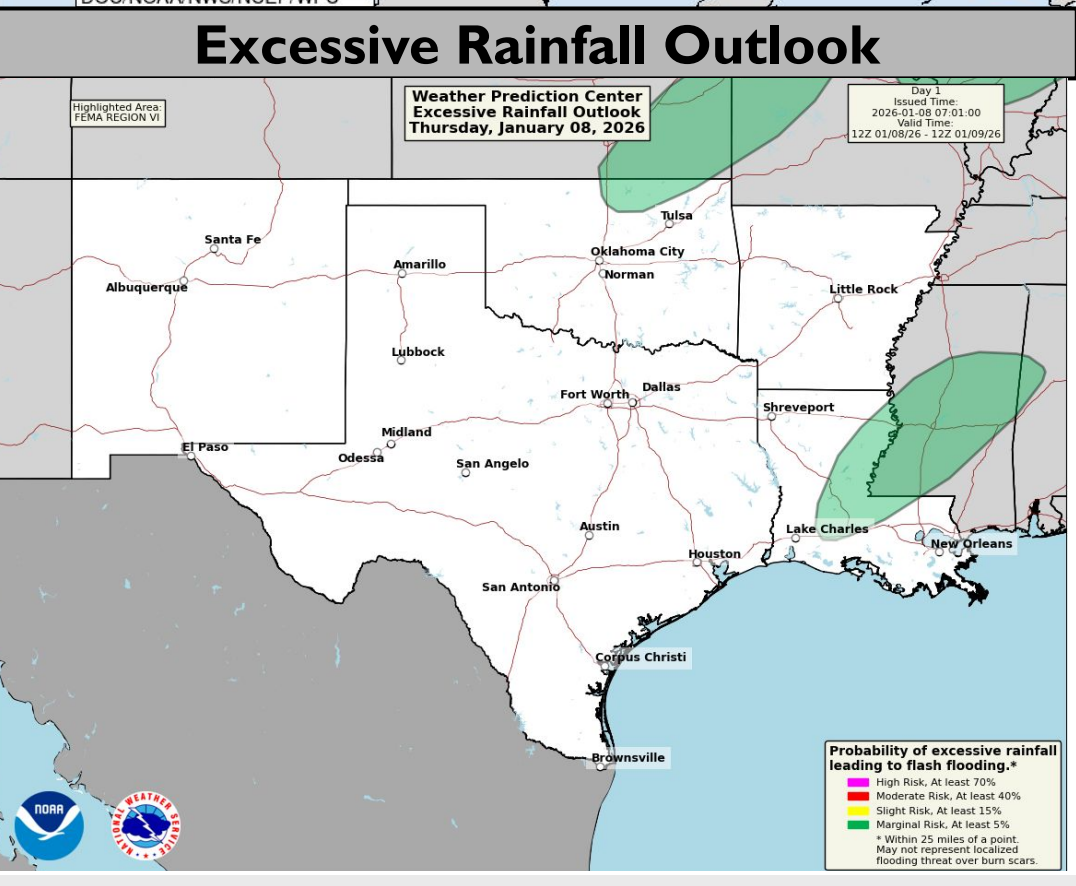 DOC/NOAA/NWS/NCEP/WPC
Excessive Rainfall Outlook
Highlighted Area:
FEMA REGION VI
Weather Prediction Center
Excessive Rainfall Outlook
Thursday, January 08, 2026
Day 1
Issued Time:
2026-01-08 07:01:00
Valid Time:
12Z 01/08/26 - 12Z 01/09/26
Tulsa
Santa Fe
Oklahoma City
Amarillo
Norman
Albuquerque
Little Rock
Lubbock
Dallas
Fort Worth
Shreveport
Midland
El Paso
Odessa
San Angelo
Austin
Lake Charles
New Orleans
Houston
San Antonio
Corpus Christi
Brownsville
Probability of excessive rainfall
leading to flash flooding.*
High Risk, At least 70%
Moderate Risk, At least 40%
Slight Risk, At least 15%
Marginal Risk, At least 5%
* Within 25 miles of a point.
May not represent localized
flooding threat over burn scars.
NOAA
NATIONAL WEATHER SERVICE